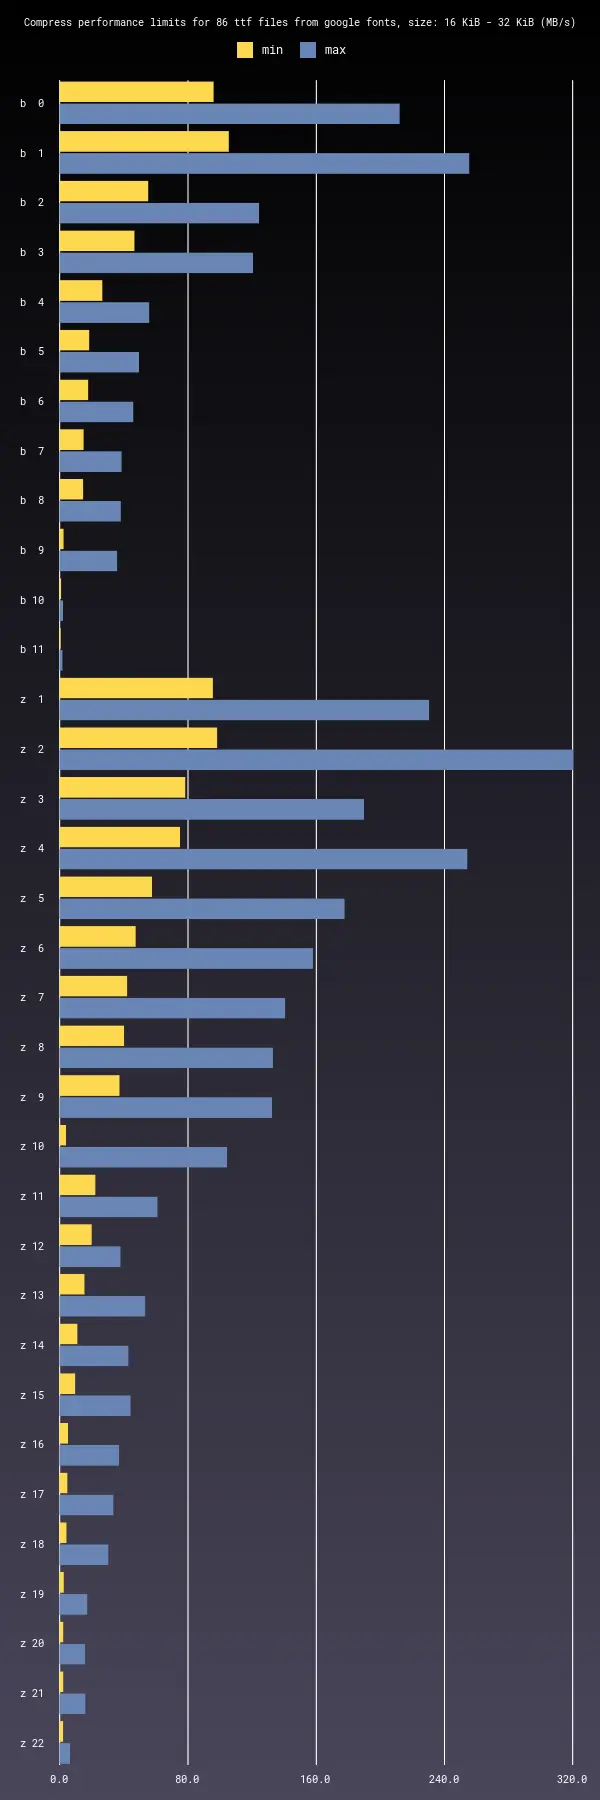 Compress performance limits for 86 ttf files from google fonts, size: 16 KiB - 32 KiB (MB/s)
min max
b 0
b 1
b 2
b 3
b 4
b 5
b 6
b 7
b 8
b 9
b 10
b 11
z 1
z 2
z 3
z 4
z 5
z 6
z 7
z 8
z 9
z 10
z 11
z 12
z 13
z 14
z 15
z 16
z 17
z 18
z 19
z 20
z 21
z 22
0.0 80.0 160.0 240.0 320.0